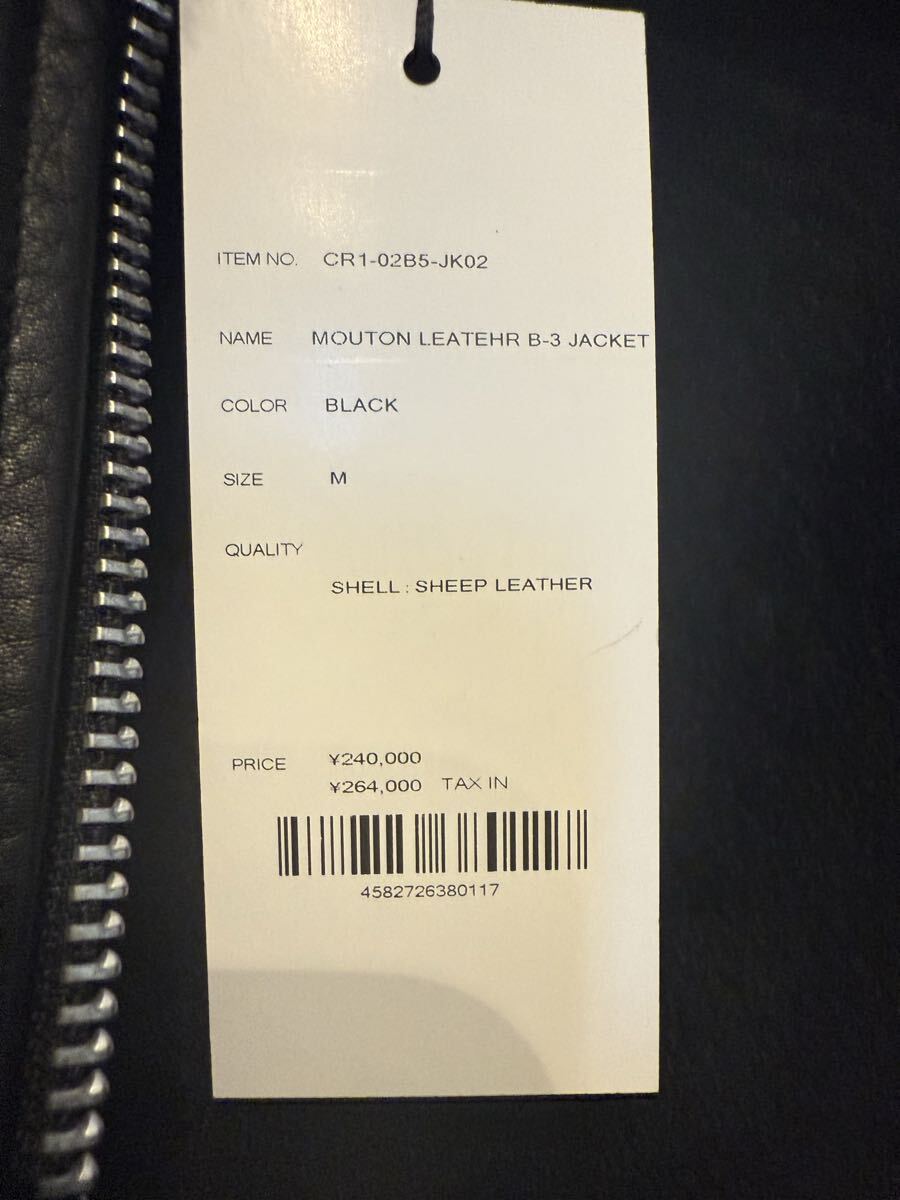 ITEM NO. CR1-02B5-JK02
NAME MOUTON LEATEHR B-3 JACKET
COLOR BLACK
SIZE M
QUALITY
SHELL : SHEEP LEATHER
PRICE ¥240,000
¥264,000 TAX IN
4582726380117